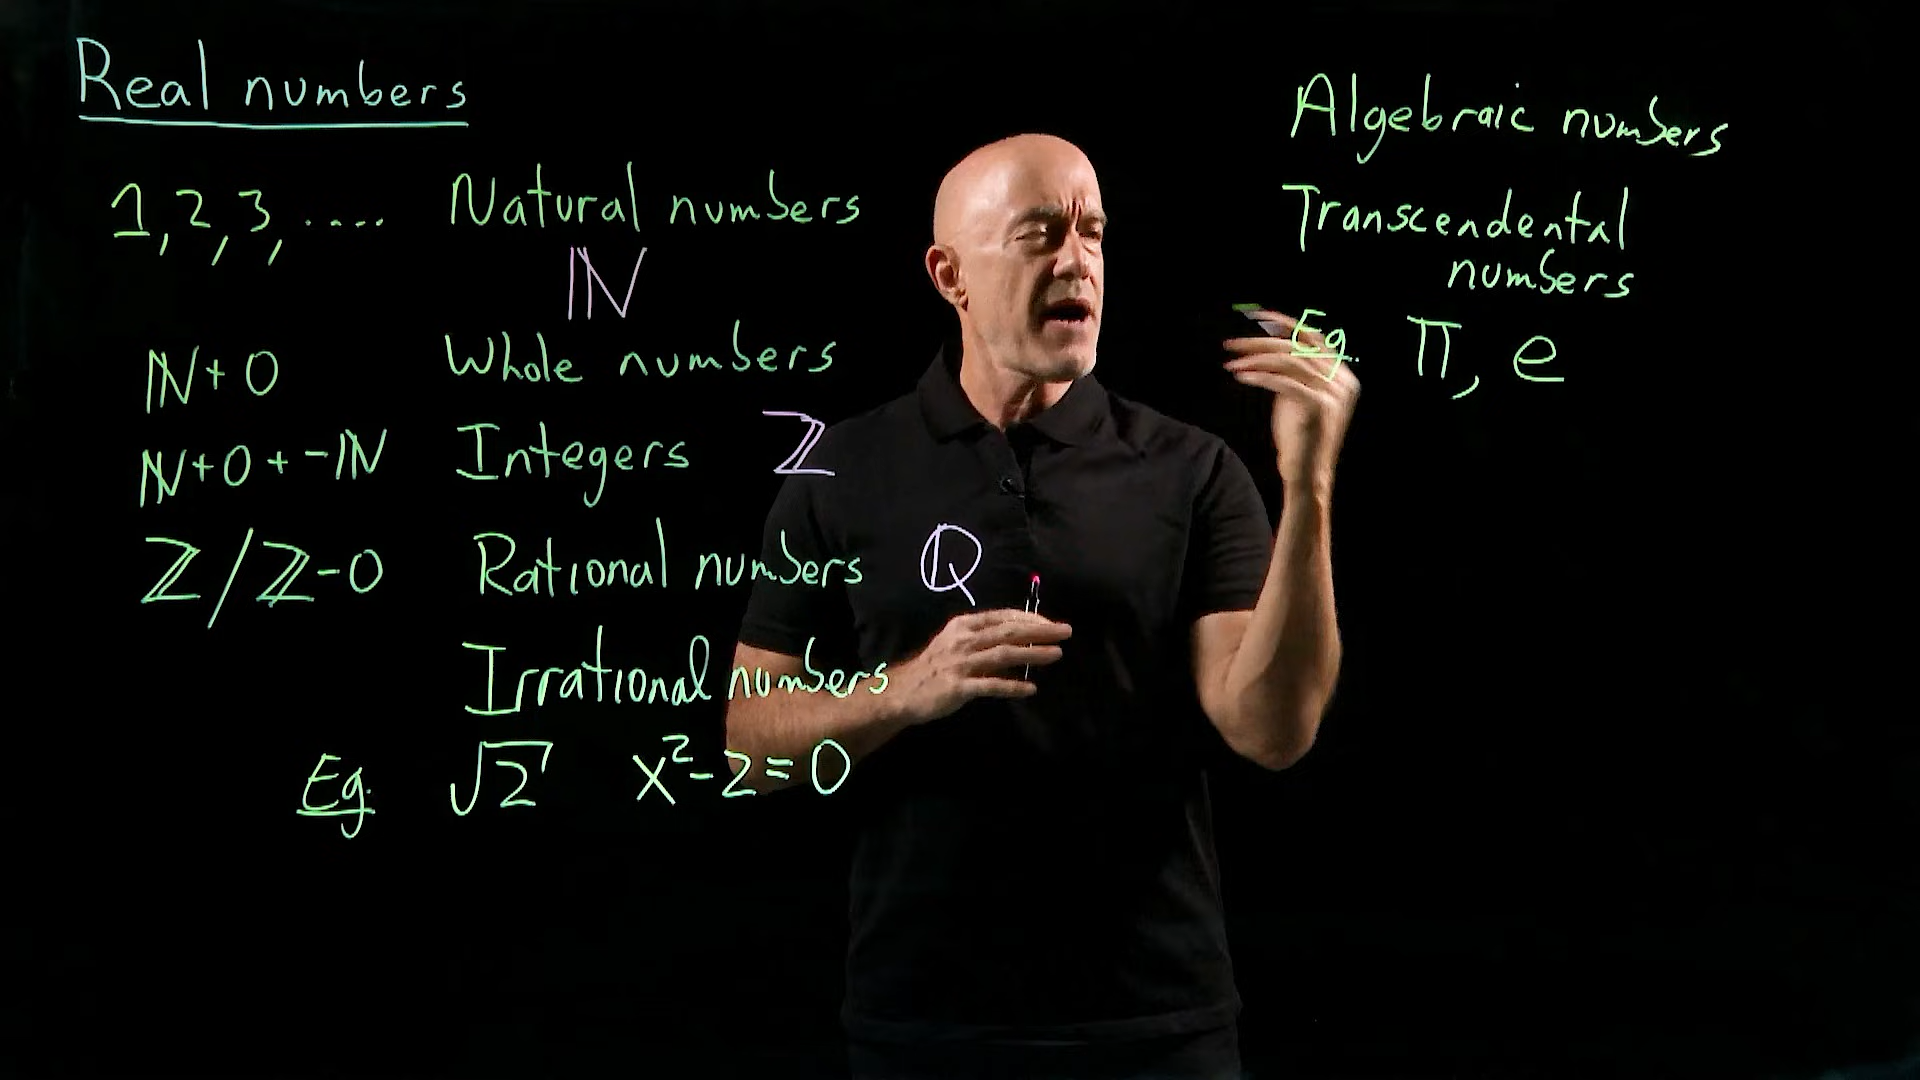 Real numbers
1, 2, 3, .... Natural numbers
ℕ
ℕ + 0 Whole numbers
ℕ + 0 + -ℕ Integers ℤ
ℤ / ℤ - 0 Rational numbers ℚ
Irrational numbers
Eg. √2 x² - 2 = 0
Algebraic numbers
Transcendental
numbers
Eg. π, e